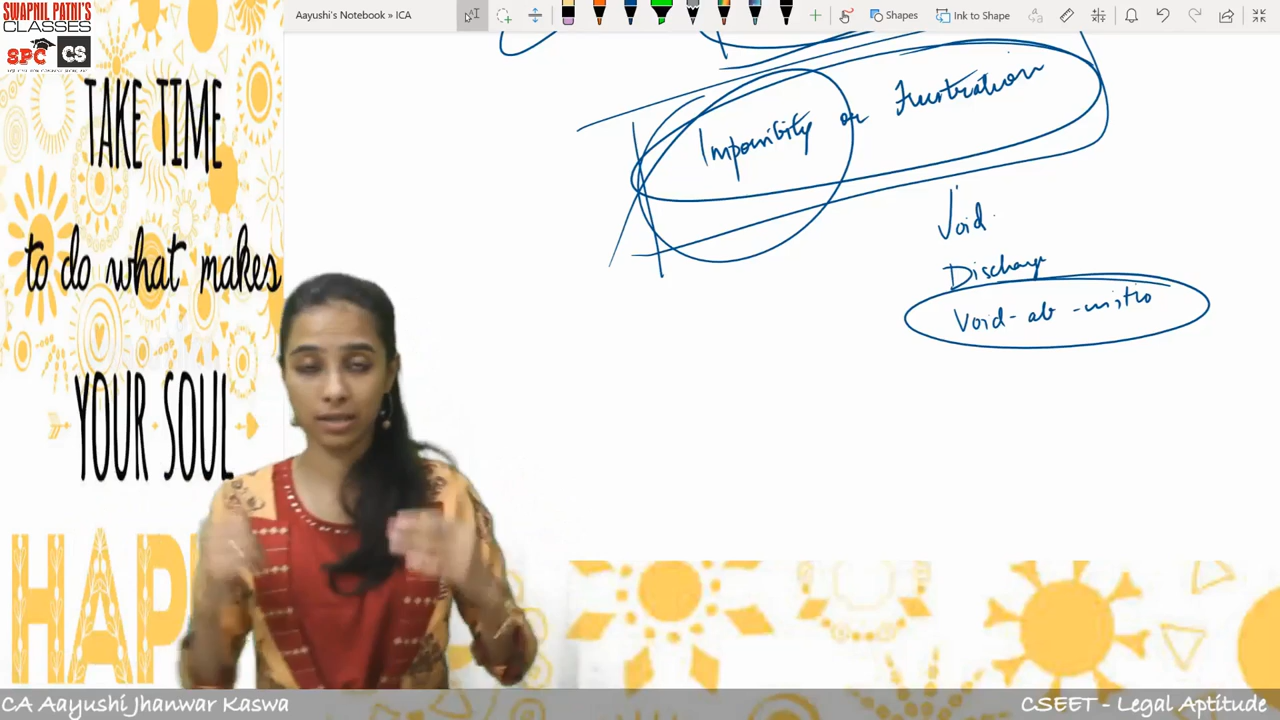 SWAPNIL PATNI'S
CLASSES
SPC CS
Aayushi's Notebook » ICA
Shapes
Ink to Shape
TAKE TIME
to do what makes
YOUR SOUL
HAP
Impossibility or Frustration
Void
Discharge
Void-ab-initio
CA Aayushi Jhanwar Kaswa
CSEET - Legal Aptitude